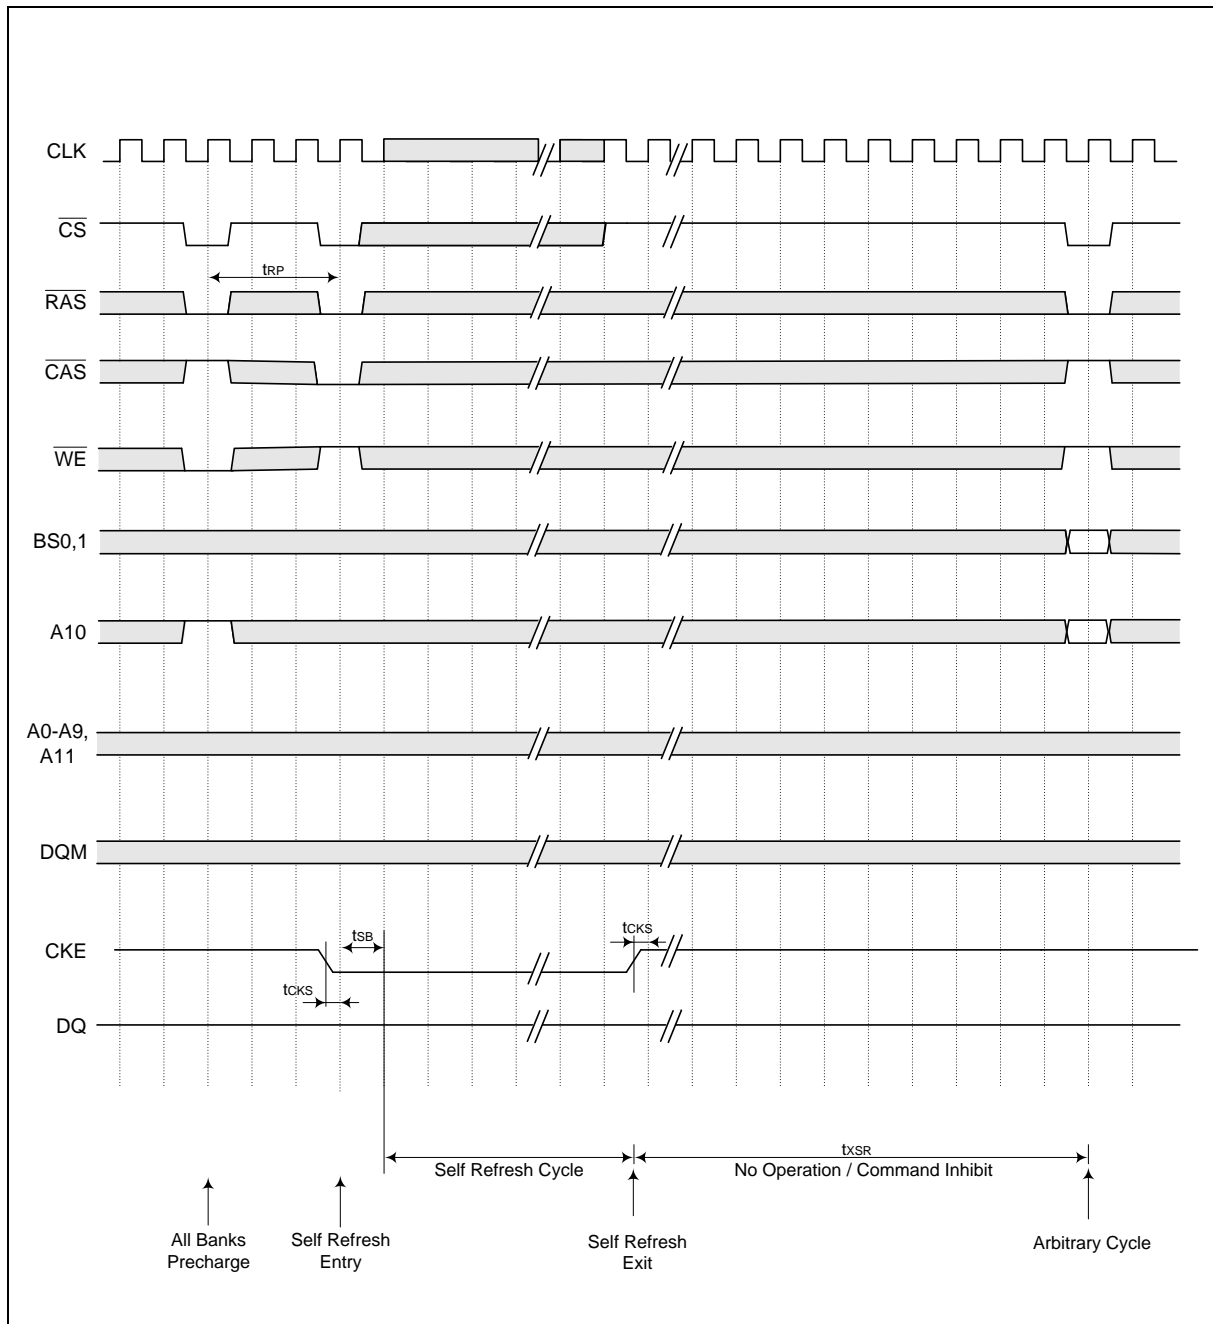 CLK
CS
tRP
RAS
CAS
WE
BS0,1
A10
A0-A9,
A11
DQM
tSB
tCKS
CKE
tCKS
DQ
tXSR
Self Refresh Cycle
No Operation / Command Inhibit
All Banks
Precharge
Self Refresh
Entry
Self Refresh
Exit
Arbitrary Cycle